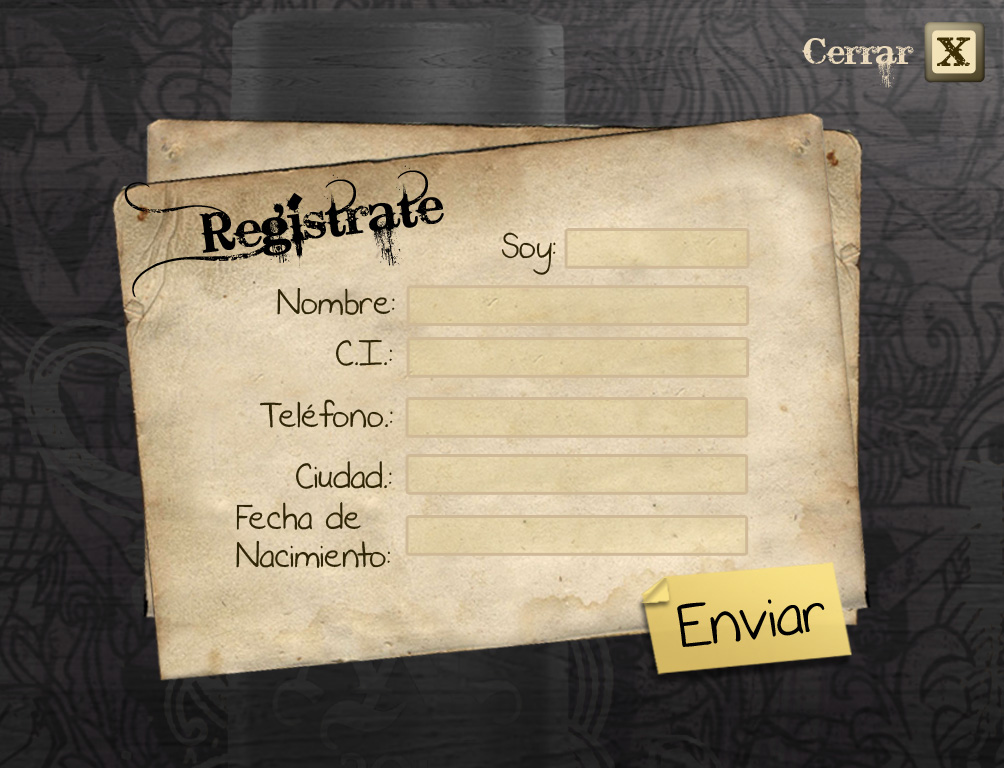 Cerrar X
Registrate
Soy:
Nombre:
C.I.:
Teléfono.:
Ciudad.:
Fecha de
Nacimiento:
Enviar